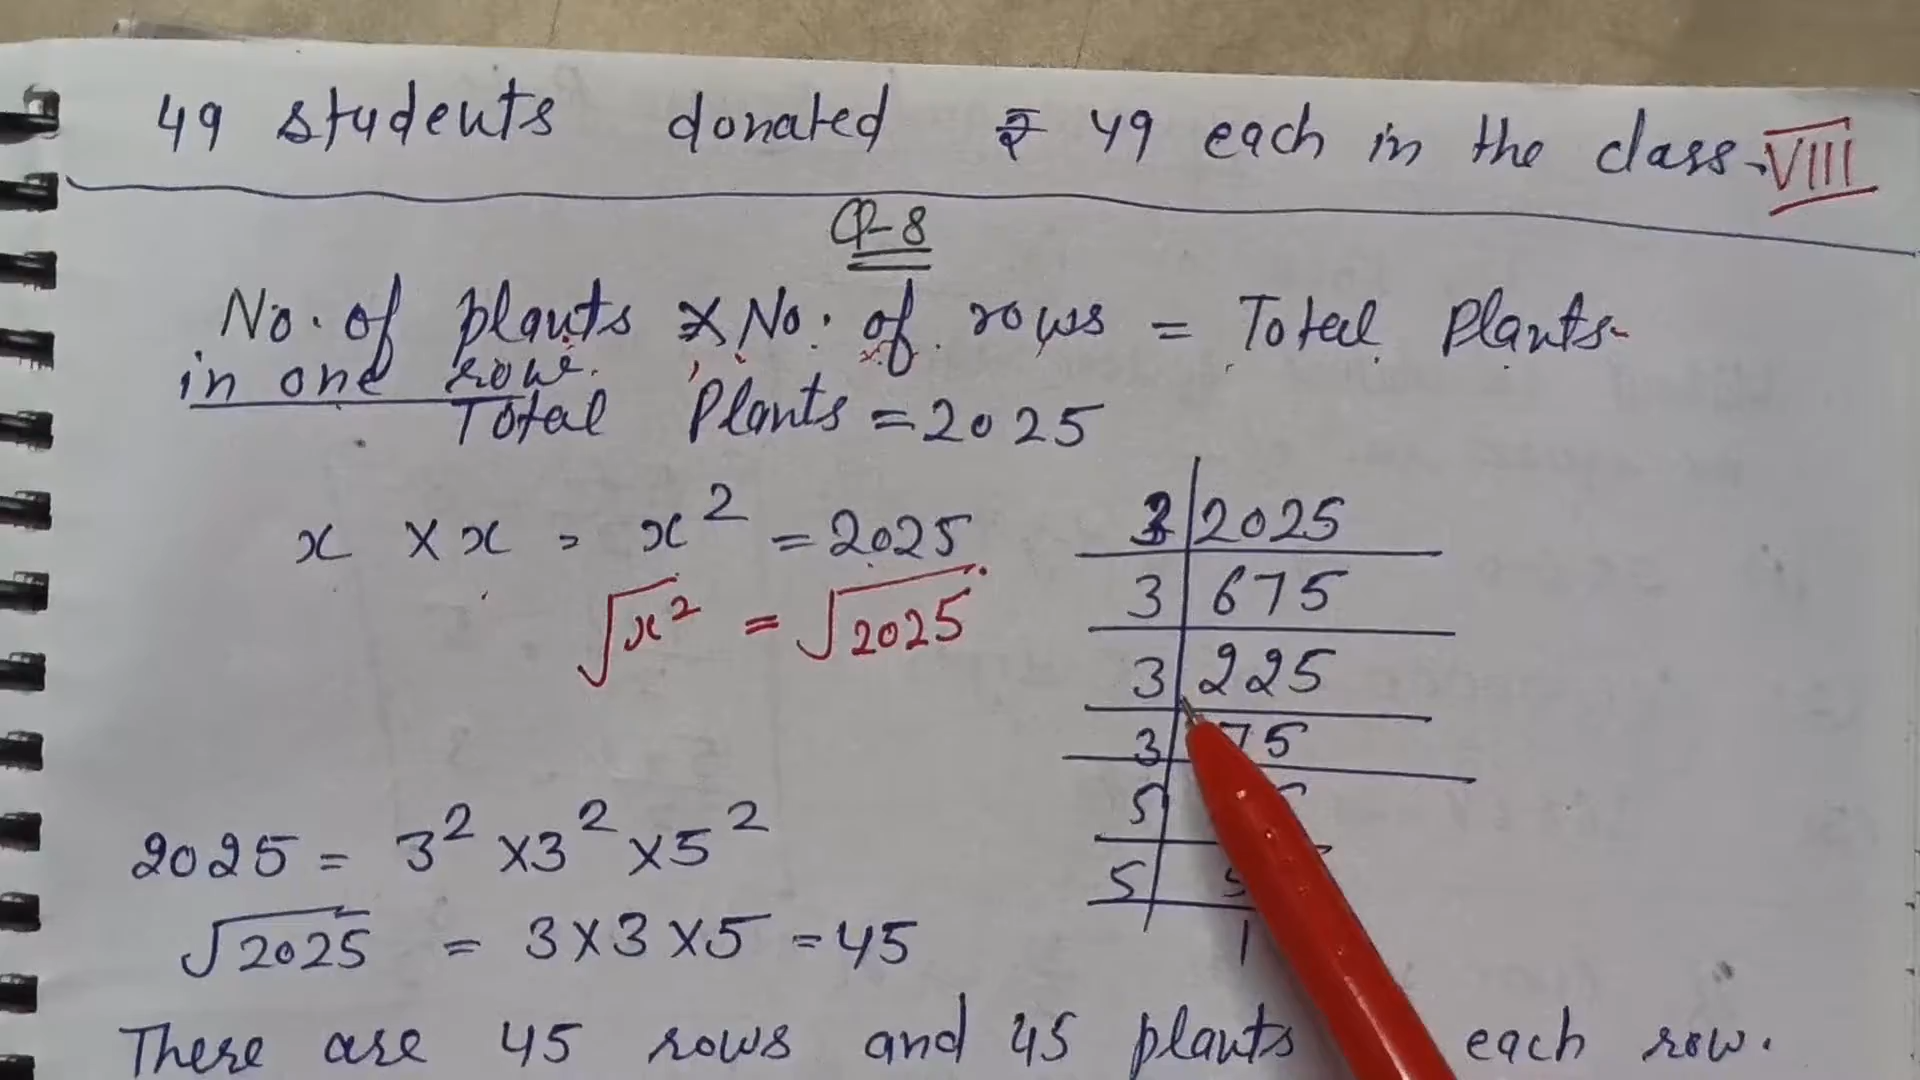 49 students donated ₹ 49 each in the class VIII
Q-8
No. of plants × No. of rows = Total Plants
in one row.
Total Plants = 2025
x × x = x² = 2025
√x² = √2025
3 | 2025
3 | 675
3 | 225
3 | 75
5
5 | 5
1
2025 = 3² × 3² × 5²
√2025 = 3 × 3 × 5 = 45
There are 45 rows and 45 plants each row.